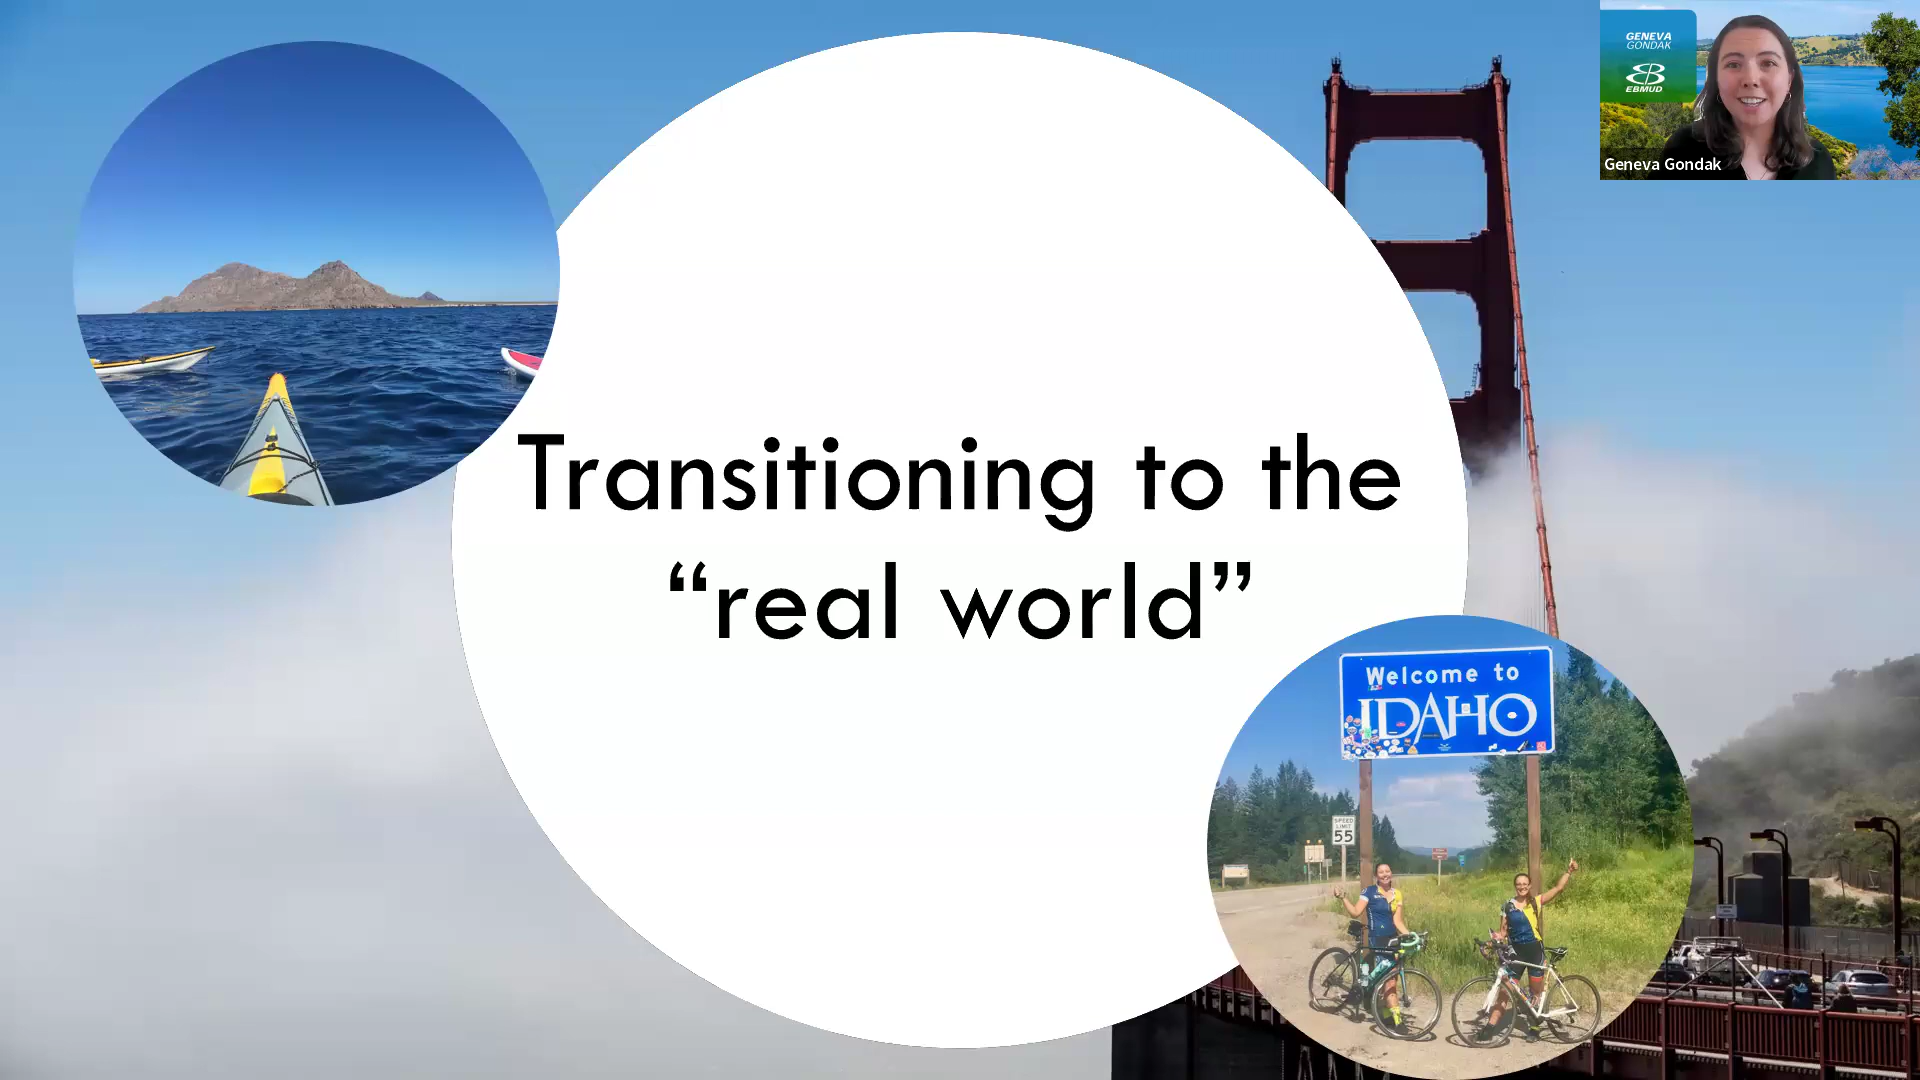 Transitioning to the
“real world”
GENEVA
GONDAK
EBMUD
Geneva Gondak
Welcome to
IDAHO
SPEED
LIMIT
55